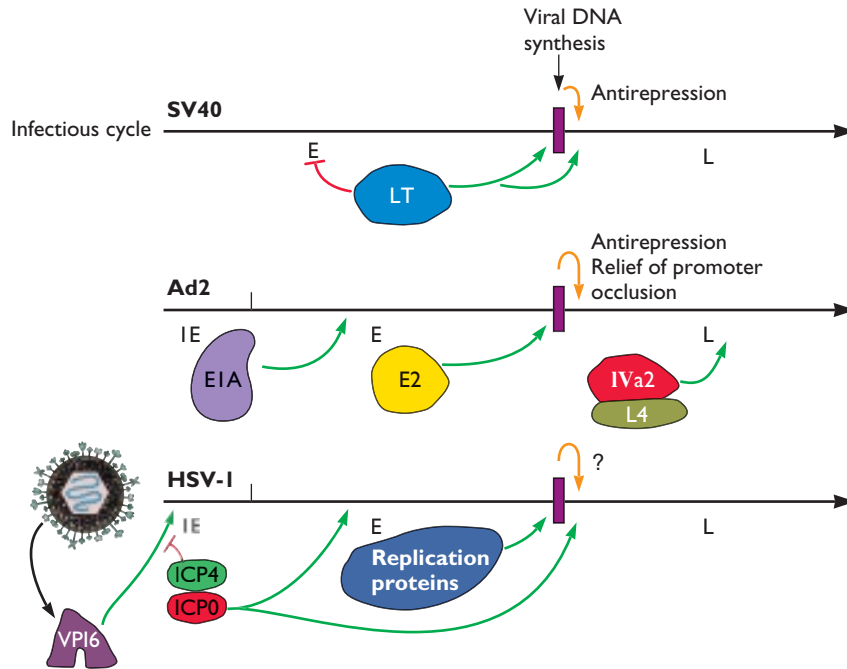 Viral DNA
synthesis
Antirepression
SV40
Infectious cycle
E
L
LT
Antirepression
Relief of promoter
occlusion
Ad2
IE
E
L
E1A
E2
IVa2
L4
HSV-1
?
IE
E
L
Replication
proteins
ICP4
ICP0
VP16